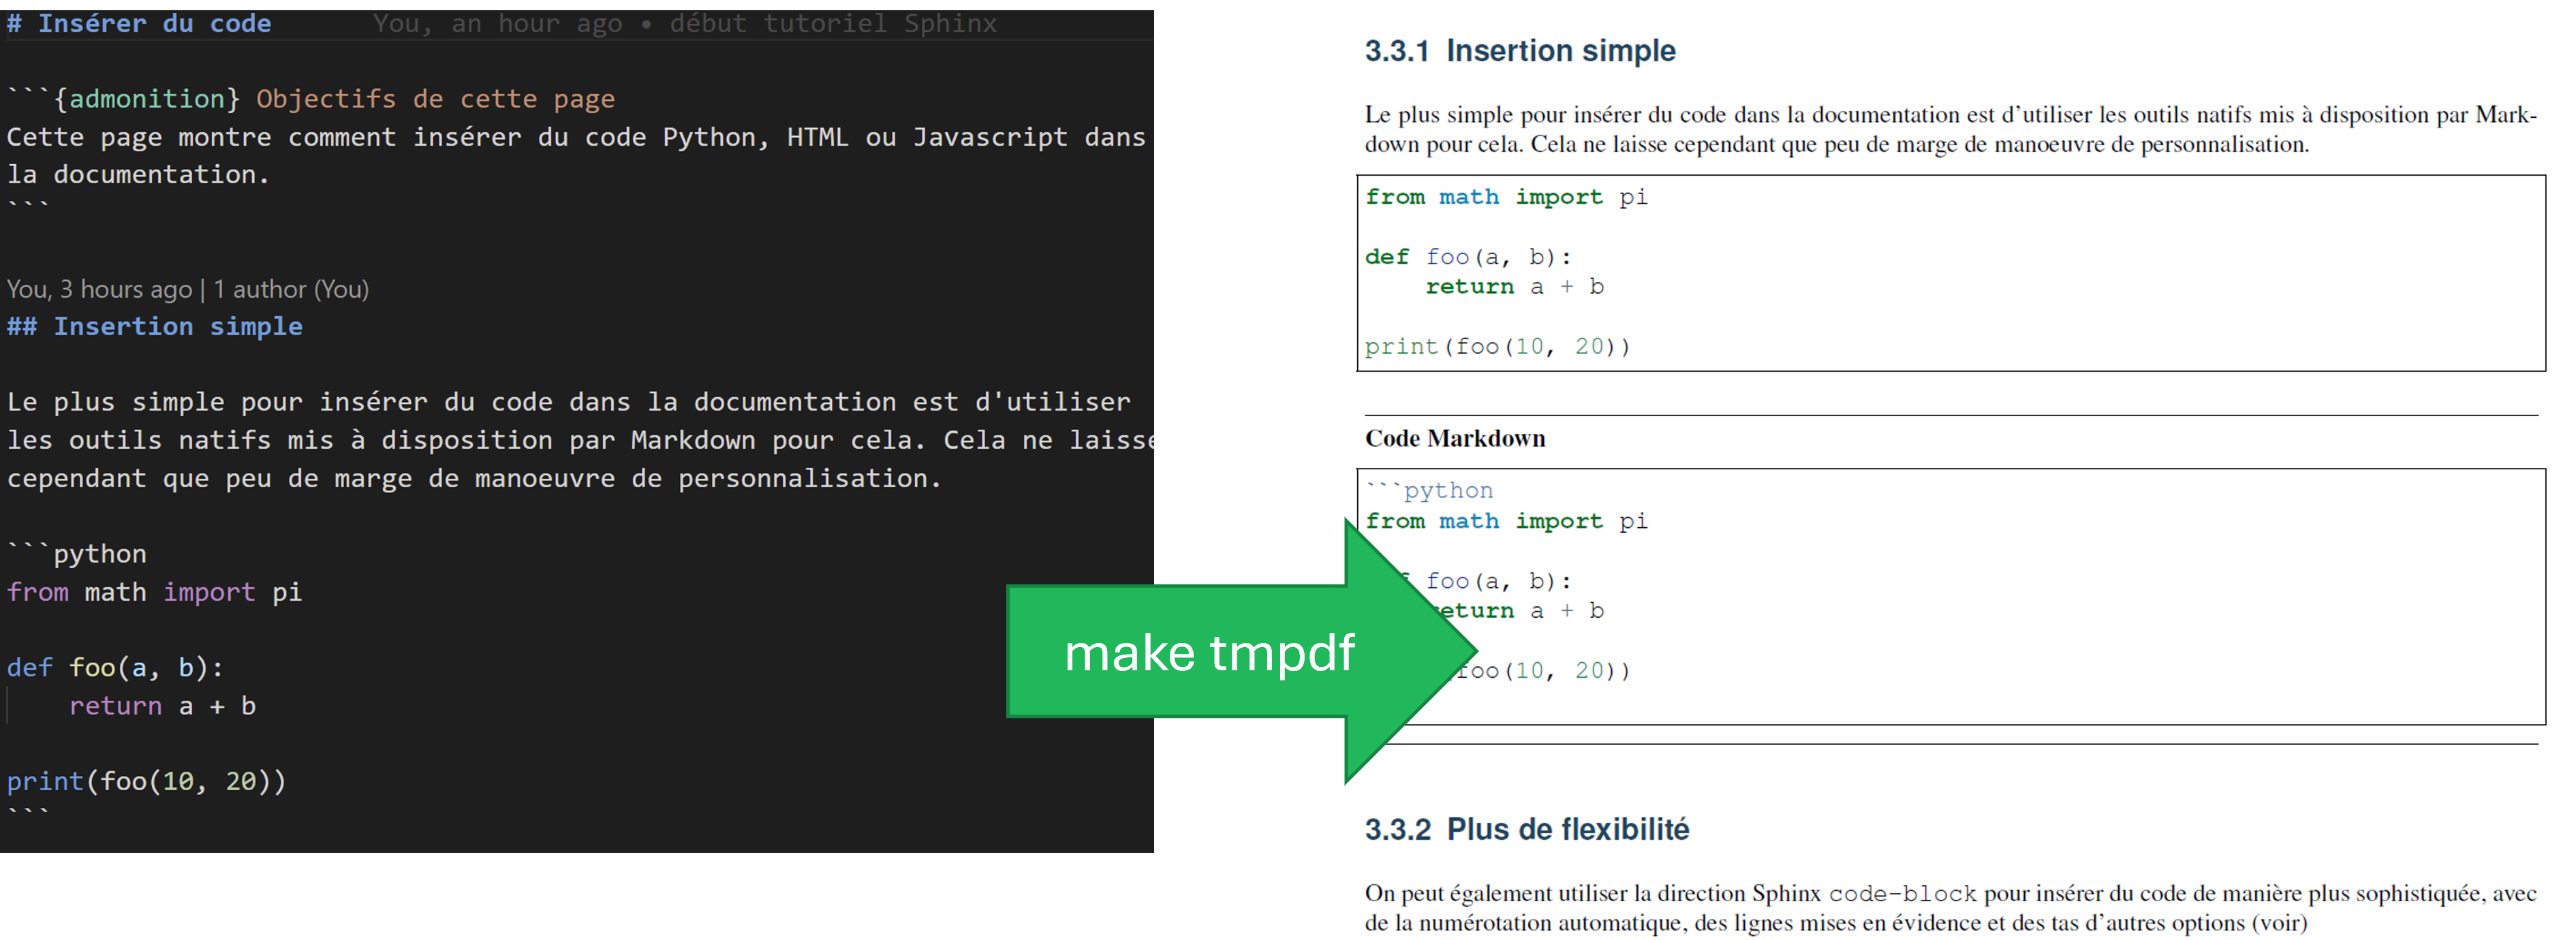 # Insérer du code You, an hour ago • début tutoriel Sphinx
```{admonition} Objectifs de cette page
Cette page montre comment insérer du code Python, HTML ou Javascript dans
la documentation.
```
You, 3 hours ago | 1 author (You)
## Insertion simple
Le plus simple pour insérer du code dans la documentation est d'utiliser
les outils natifs mis à disposition par Markdown pour cela. Cela ne laisse
cependant que peu de marge de manoeuvre de personnalisation.
```python
from math import pi
def foo(a, b):
    return a + b
print(foo(10, 20))
```
make tmpdf
3.3.1 Insertion simple
Le plus simple pour insérer du code dans la documentation est d'utiliser les outils natifs mis à disposition par Mark-
down pour cela. Cela ne laisse cependant que peu de marge de manoeuvre de personnalisation.
from math import pi
def foo(a, b):
    return a + b
print(foo(10, 20))
Code Markdown
```python
from math import pi
foo(a, b):
eturn a + b
foo(10, 20))
3.3.2 Plus de flexibilité
On peut également utiliser la direction Sphinx code-block pour insérer du code de manière plus sophistiquée, avec
de la numérotation automatique, des lignes mises en évidence et des tas d'autres options (voir)